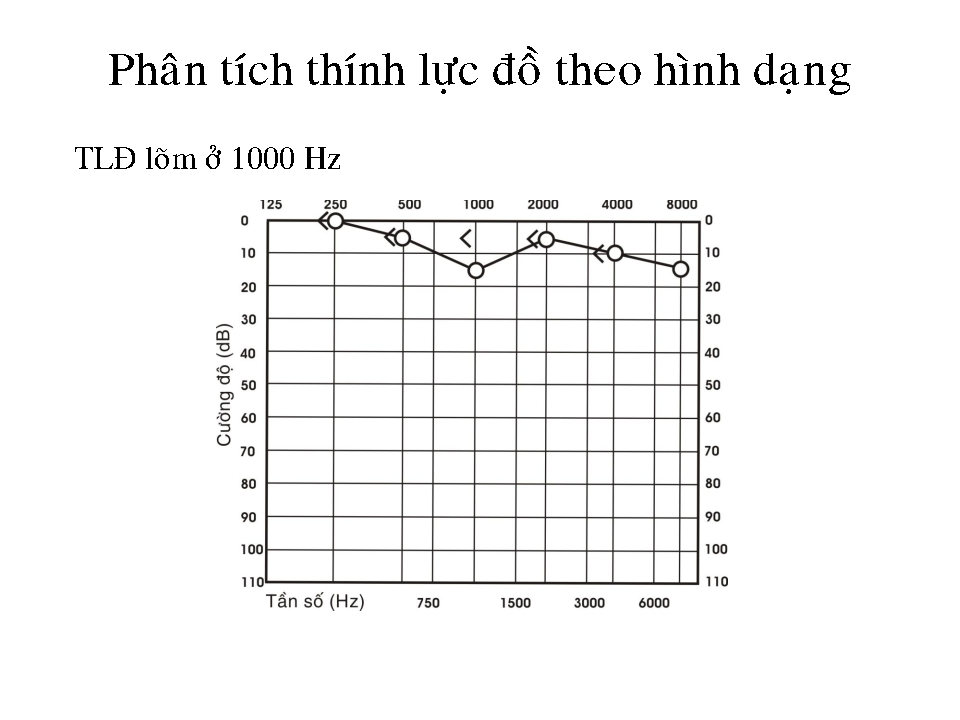 Phân tích thính lực đồ theo hình dạng
TLĐ lõm ở 1000 Hz
125 250 500 1000 2000 4000 8000
0 0
10 10
20 20
30 30
40 40
50 50
60 60
70 70
80 80
90 90
100 100
110 110
Cường độ (dB)
Tần số (Hz) 750 1500 3000 6000